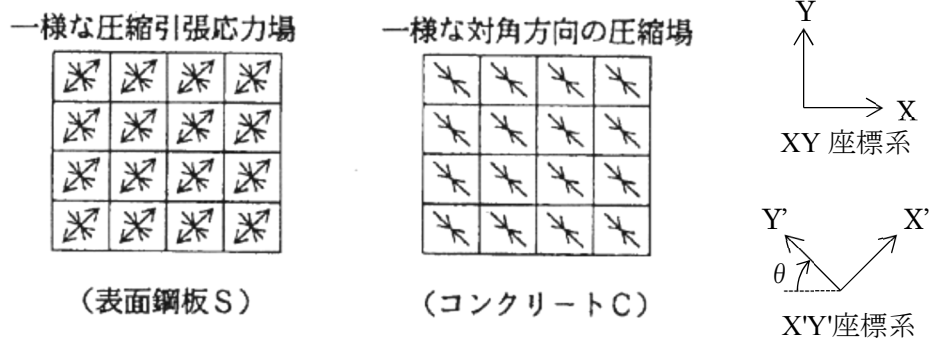 一様な圧縮引張応力場
(表面鋼板S)
一様な対角方向の圧縮場
(コンクリートC)
Y
X
XY 座標系
Y'
X'
θ
X'Y'座標系